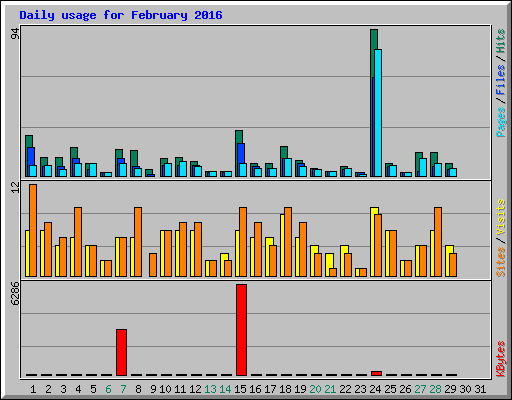 Daily usage for February 2016
94
12
6286
Pages / Files / Hits
Sites / Visits
KBytes
1 2 3 4 5 6 7 8 9 10 11 12 13 14 15 16 17 18 19 20 21 22 23 24 25 26 27 28 29 30 31